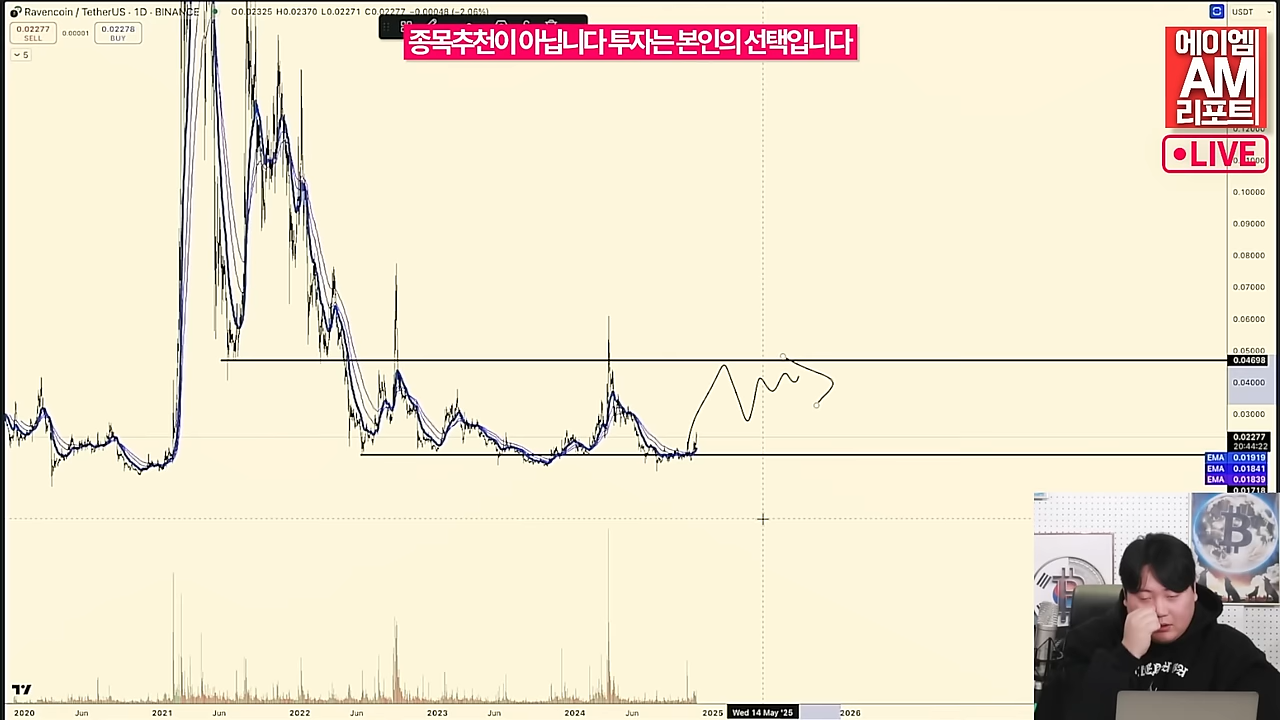 Ravencoin / TetherUS · 1D · BINANCE
O0.02325 H0.02370 L0.02271 C0.02277 −0.00048 (−2.06%)
USDT
0.02277
SELL
0.00001
0.02278
BUY
5
종목추천이 아닙니다 투자는 본인의 선택입니다
에이엠
AM
리포트
LIVE
0.12000
0.10000
0.09000
0.08000
0.07000
0.06000
0.05000
0.04698
0.04000
0.03000
0.02277
20:44:22
EMA 0.01919
EMA 0.01841
EMA 0.01839
0.01718
2020
Jun
2021
Jun
2022
Jun
2023
Jun
2024
Jun
2025
Wed 14 May '25
2026